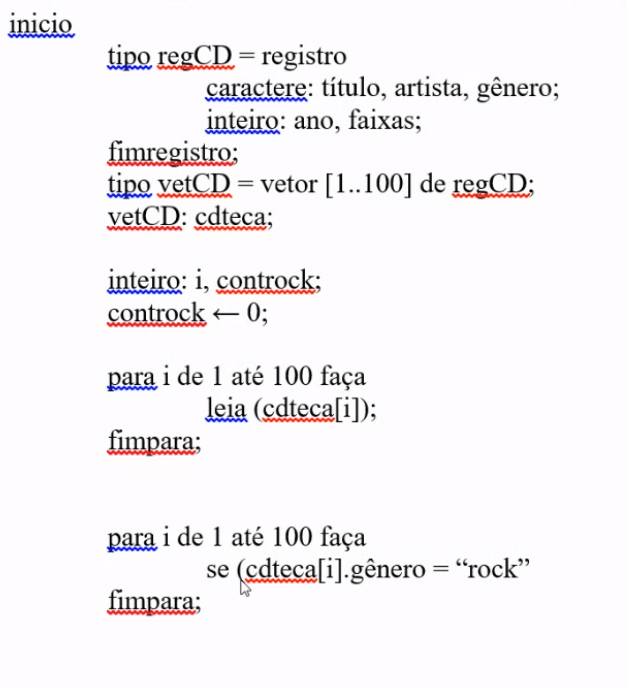 inicio
tipo regCD = registro
caractere: título, artista, gênero;
inteiro: ano, faixas;
fimregistro;
tipo vetCD = vetor [1..100] de regCD;
vetCD: cdteca;
inteiro: i, controck;
controck ← 0;
para i de 1 até 100 faça
leia (cdteca[i]);
fimpara;
para i de 1 até 100 faça
se (cdteca[i].gênero = “rock”
fimpara;